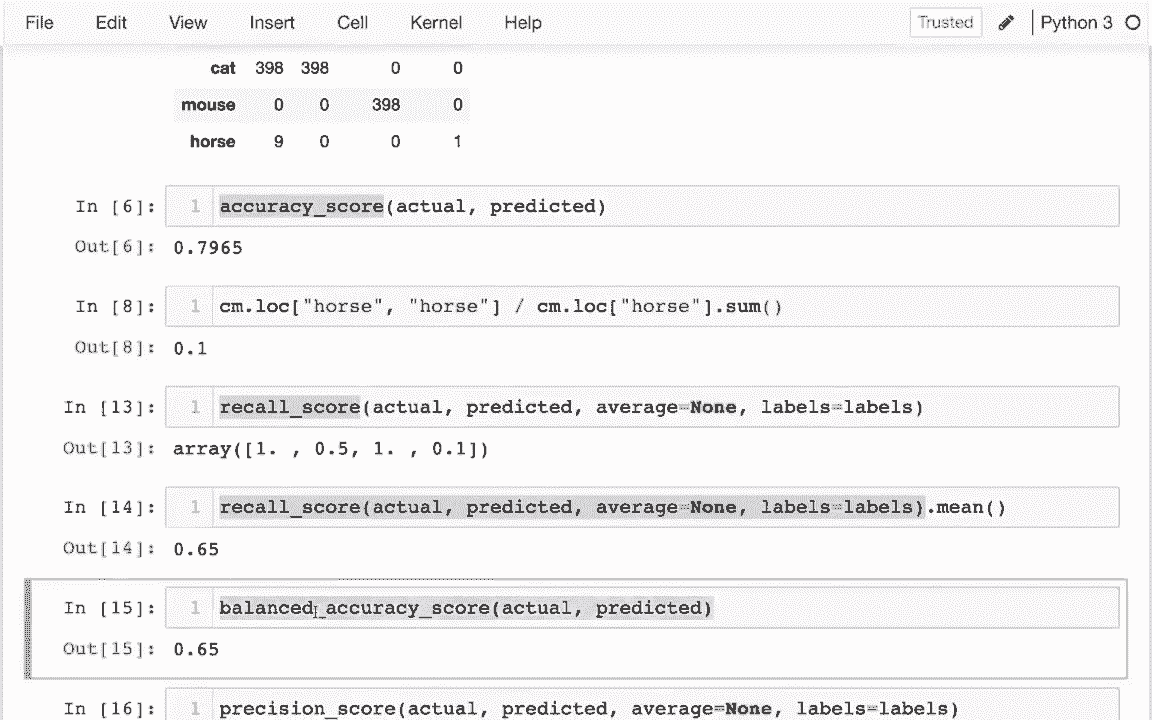 File Edit View Insert Cell Kernel Help Trusted Python 3
cat 398 398 0 0
mouse 0 0 398 0
horse 9 0 0 1
In [6]: 1 accuracy_score(actual, predicted)
Out[6]: 0.7965
In [8]: 1 cm.loc["horse", "horse"] / cm.loc["horse"].sum()
Out[8]: 0.1
In [13]: 1 recall_score(actual, predicted, average=None, labels=labels)
Out[13]: array([1. , 0.5, 1. , 0.1])
In [14]: 1 recall_score(actual, predicted, average=None, labels=labels).mean()
Out[14]: 0.65
In [15]: 1 balanced_accuracy_score(actual, predicted)
Out[15]: 0.65
In [16]: 1 precision_score(actual, predicted, average=None, labels=labels)